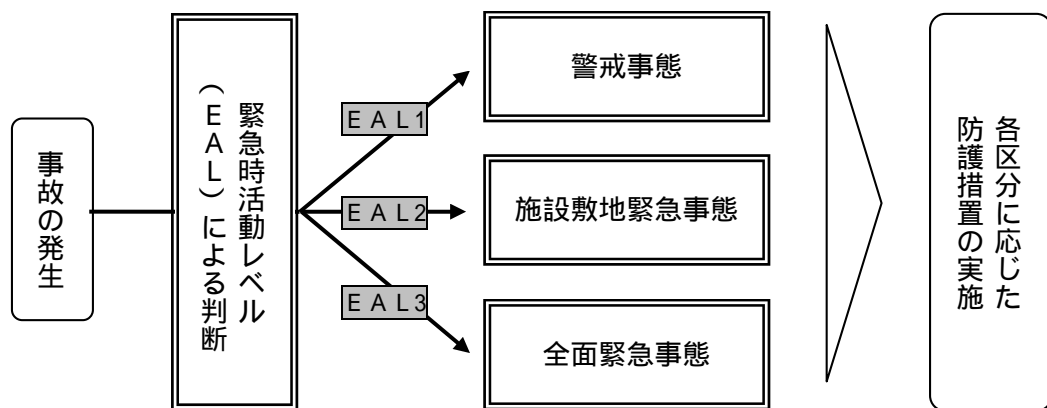 事故の発生
緊急時活動レベル
（ＥＡＬ）による判断
ＥＡＬ1
ＥＡＬ2
ＥＡＬ3
警戒事態
施設敷地緊急事態
全面緊急事態
各区分に応じた
防護措置の実施